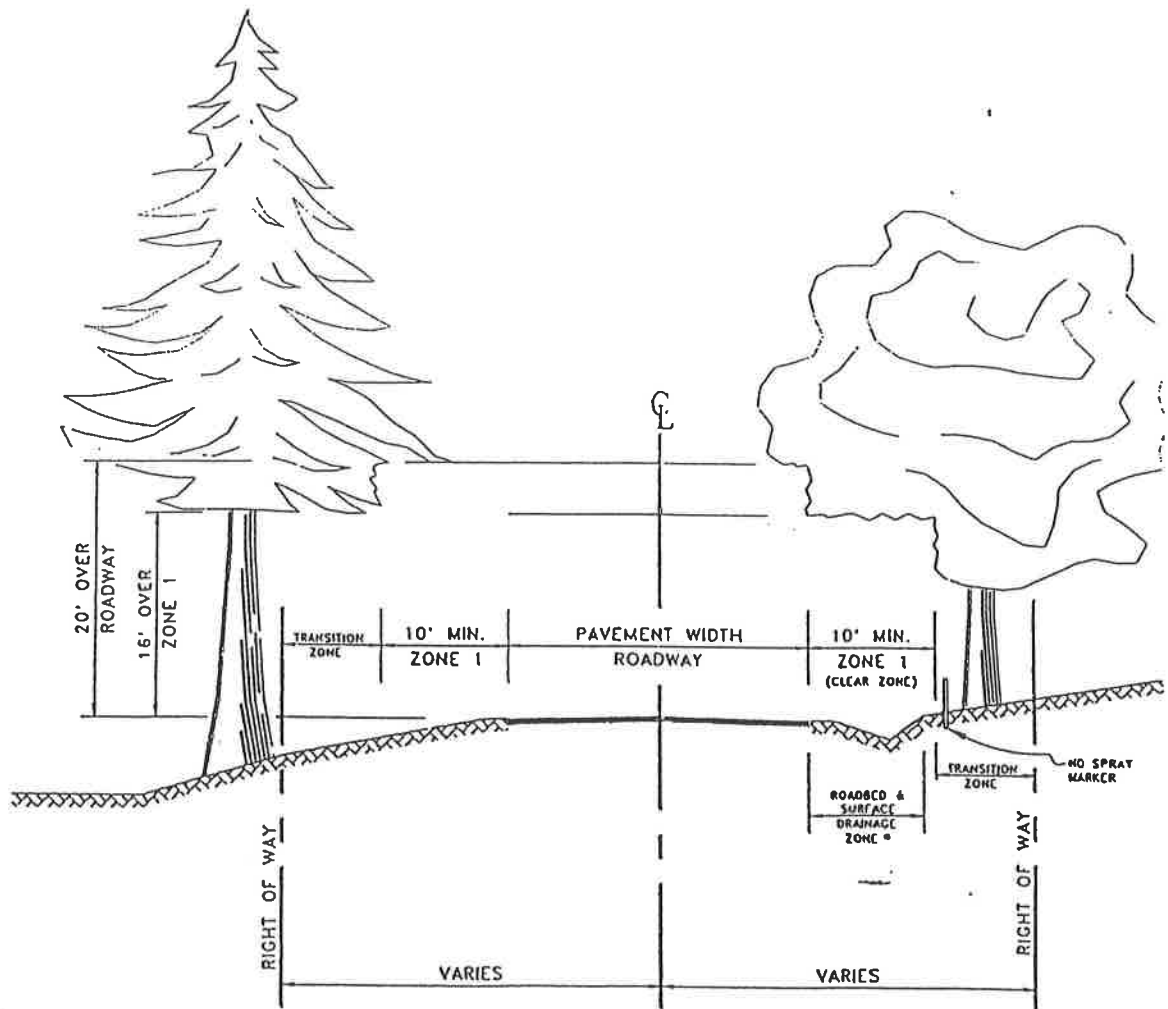 CL
20' OVER
ROADWAY
16' OVER
ZONE 1
TRANSITION
ZONE
10' MIN.
ZONE 1
PAVEMENT WIDTH
ROADWAY
10' MIN.
ZONE 1
(CLEAR ZONE)
NO SPRAY
MARKER
TRANSITION
ZONE
ROADBED &
SURFACE
DRAINAGE
ZONE *
RIGHT OF WAY
RIGHT OF WAY
VARIES
VARIES